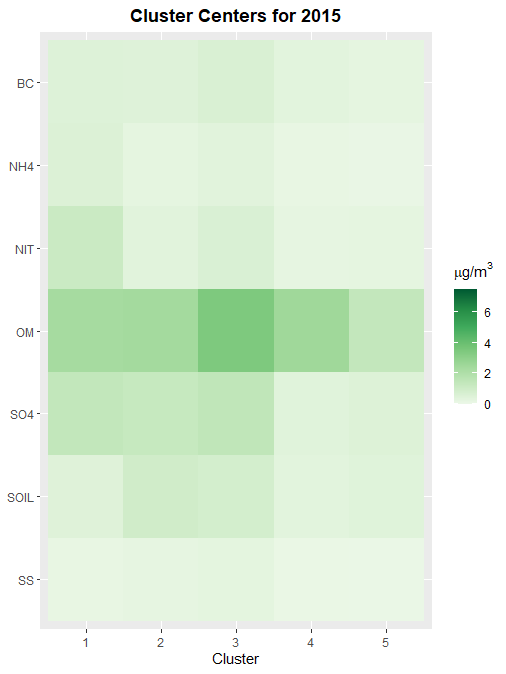 Cluster Centers for 2015
BC
NH4
NIT
OM
SO4
SOIL
SS
1 2 3 4 5
Cluster
μg/m³
6
4
2
0